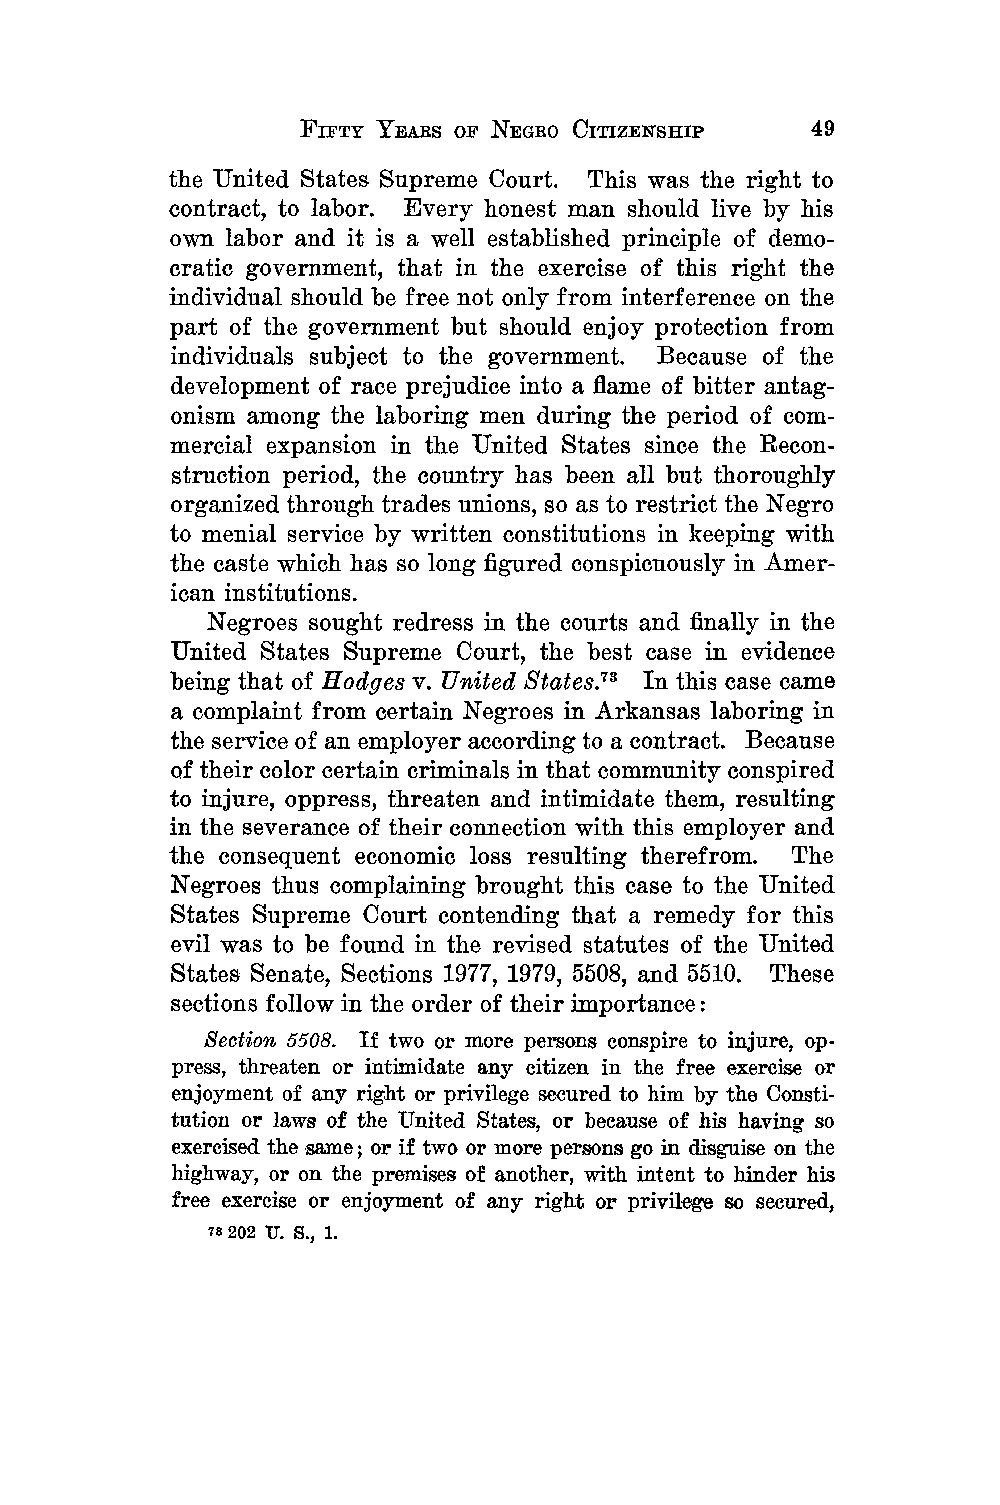 FIFTY YEARS OF NEGRO CITIZENSHIP 49
the United States Supreme Court. This was the right to
contract, to labor. Every honest man should live by his
own labor and it is a well established principle of demo-
cratic government, that in the exercise of this right the
individual should be free not only from interference on the
part of the government but should enjoy protection from
individuals subject to the government. Because of the
development of race prejudice into a flame of bitter antag-
onism among the laboring men during the period of com-
mercial expansion in the United States since the Recon-
struction period, the country has been all but thoroughly
organized through trades unions, so as to restrict the Negro
to menial service by written constitutions in keeping with
the caste which has so long figured conspicuously in Amer-
ican institutions.
Negroes sought redress in the courts and finally in the
United States Supreme Court, the best case in evidence
being that of Hodges v. United States.73 In this case came
a complaint from certain Negroes in Arkansas laboring in
the service of an employer according to a contract. Because
of their color certain criminals in that community conspired
to injure, oppress, threaten and intimidate them, resulting
in the severance of their connection with this employer and
the consequent economic loss resulting therefrom. The
Negroes thus complaining brought this case to the United
States Supreme Court contending that a remedy for this
evil was to be found in the revised statutes of the United
States Senate, Sections 1977, 1979, 5508, and 5510. These
sections follow in the order of their importance:
Section 5508. If two or more persons conspire to injure, op-
press, threaten or intimidate any citizen in the free exercise or
enjoyment of any right or privilege secured to him by the Consti-
tution or laws of the United States, or because of his having so
exercised the same; or if two or more persons go in disguise on the
highway, or on the premises of another, with intent to hinder his
free exercise or enjoyment of any right or privilege so secured,
73 202 U. S., 1.